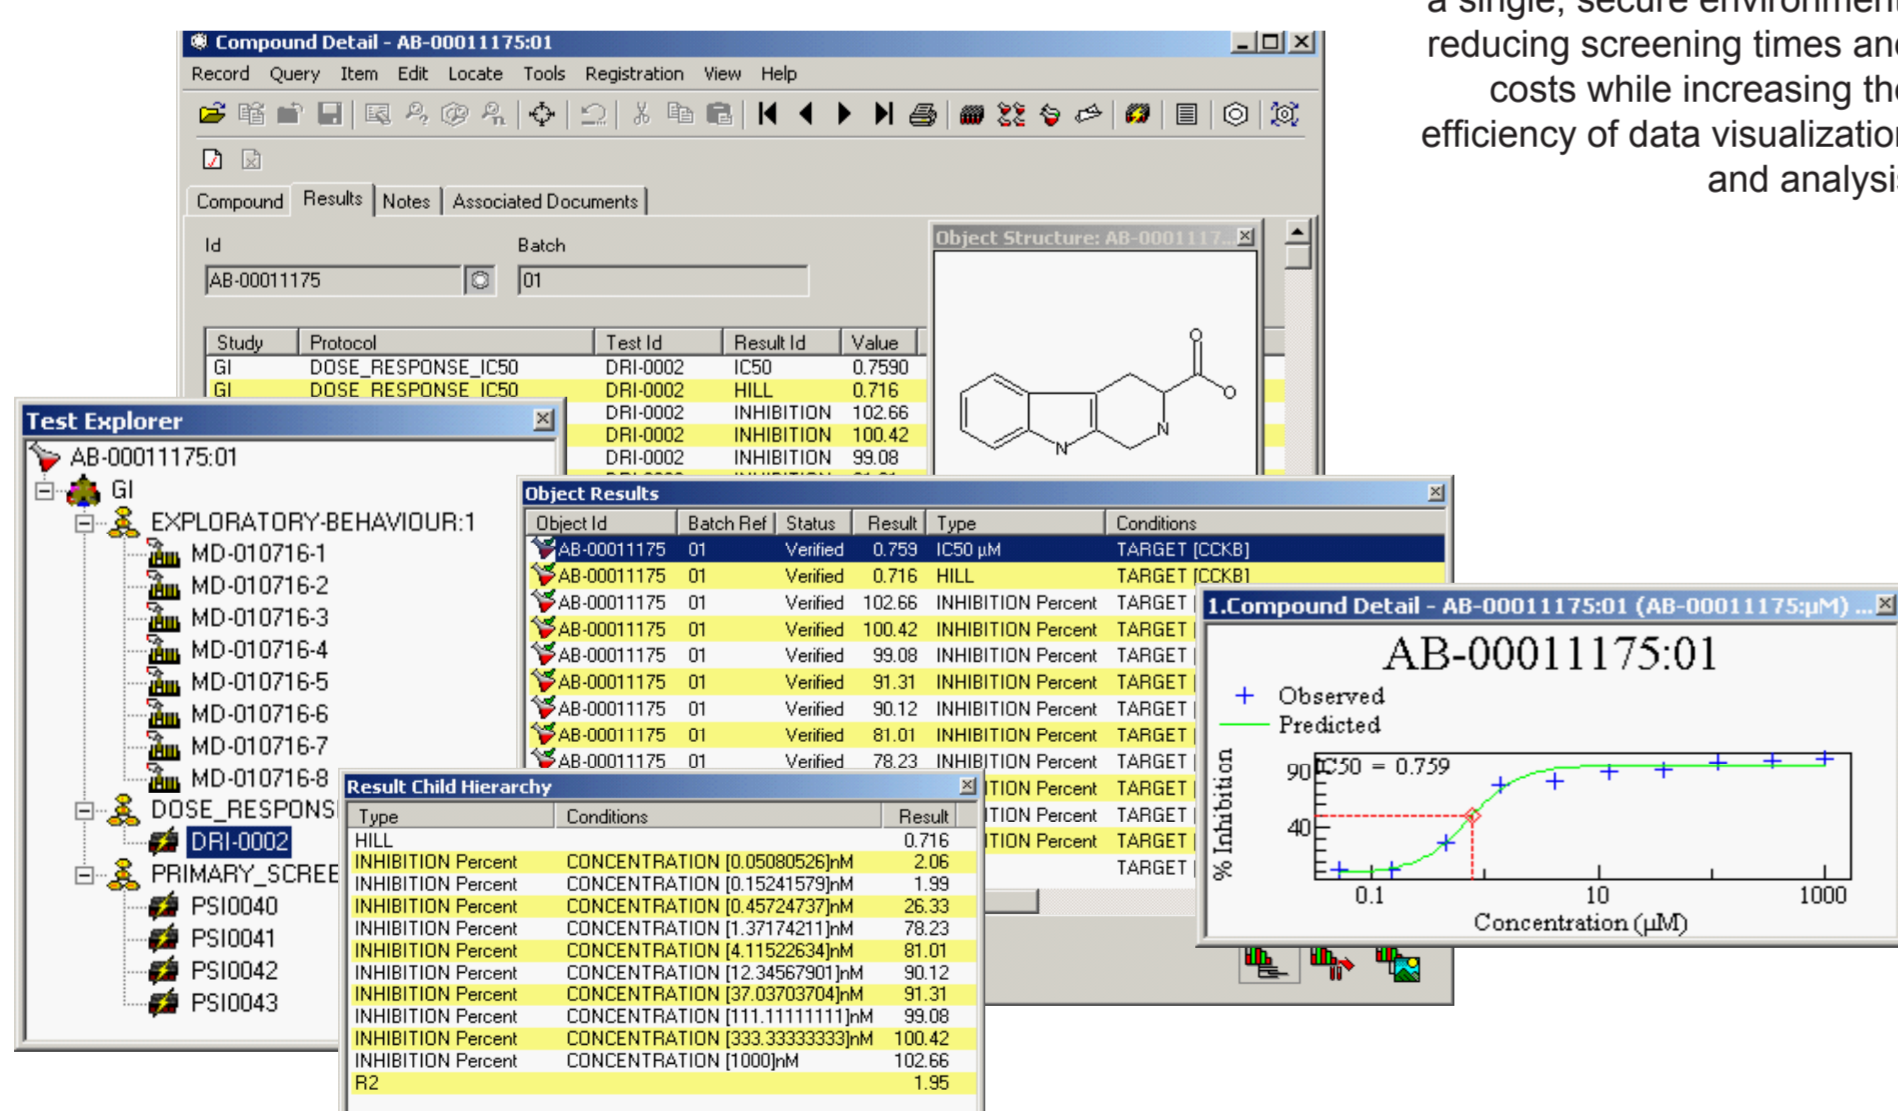 a single, secure environment
reducing screening times and
costs while increasing the
efficiency of data visualization
and analysis
Compound Detail - AB-00011175:01
Record Query Item Edit Locate Tools Registration View Help
Compound Results Notes Associated Documents
Id Batch
AB-00011175 01
Object Structure: AB-0001117...
O
O
N
N
Study Protocol Test Id Result Id Value
GI DOSE_RESPONSE_IC50 DRI-0002 IC50 0.7590
GI DOSE_RESPONSE_IC50 DRI-0002 HILL 0.716
DRI-0002 INHIBITION 102.66
DRI-0002 INHIBITION 100.42
DRI-0002 INHIBITION 99.08
Test Explorer
AB-00011175:01
GI
EXPLORATORY-BEHAVIOUR:1
MD-010716-1
MD-010716-2
MD-010716-3
MD-010716-4
MD-010716-5
MD-010716-6
MD-010716-7
MD-010716-8
DOSE_RESPONS
DRI-0002
PRIMARY_SCREE
PSI0040
PSI0041
PSI0042
PSI0043
Object Results
Object Id Batch Ref Status Result Type Conditions
AB-00011175 01 Verified 0.759 IC50 µM TARGET [CCKB]
AB-00011175 01 Verified 0.716 HILL TARGET [CCKB]
AB-00011175 01 Verified 102.66 INHIBITION Percent TARGET [
AB-00011175 01 Verified 100.42 INHIBITION Percent TARGET [
AB-00011175 01 Verified 99.08 INHIBITION Percent TARGET [
AB-00011175 01 Verified 91.31 INHIBITION Percent TARGET [
AB-00011175 01 Verified 90.12 INHIBITION Percent TARGET [
AB-00011175 01 Verified 81.01 INHIBITION Percent TARGET [
AB-00011175 01 Verified 78.23 INHIBITION Percent TARGET [
ITION Percent TARGET [
ITION Percent TARGET [
ITION Percent TARGET [
TARGET [
Result Child Hierarchy
Type Conditions Result
HILL 0.716
INHIBITION Percent CONCENTRATION [0.05080526]nM 2.06
INHIBITION Percent CONCENTRATION [0.15241579]nM 1.99
INHIBITION Percent CONCENTRATION [0.45724737]nM 26.33
INHIBITION Percent CONCENTRATION [1.37174211]nM 78.23
INHIBITION Percent CONCENTRATION [4.11522634]nM 81.01
INHIBITION Percent CONCENTRATION [12.34567901]nM 90.12
INHIBITION Percent CONCENTRATION [37.03703704]nM 91.31
INHIBITION Percent CONCENTRATION [111.11111111]nM 99.08
INHIBITION Percent CONCENTRATION [333.33333333]nM 100.42
INHIBITION Percent CONCENTRATION [1000]nM 102.66
R2 1.95
1.Compound Detail - AB-00011175:01 (AB-00011175:µM) ...
AB-00011175:01
Observed
Predicted
% Inhibition
90
40
IC50 = 0.759
0.1 10 1000
Concentration (µM)